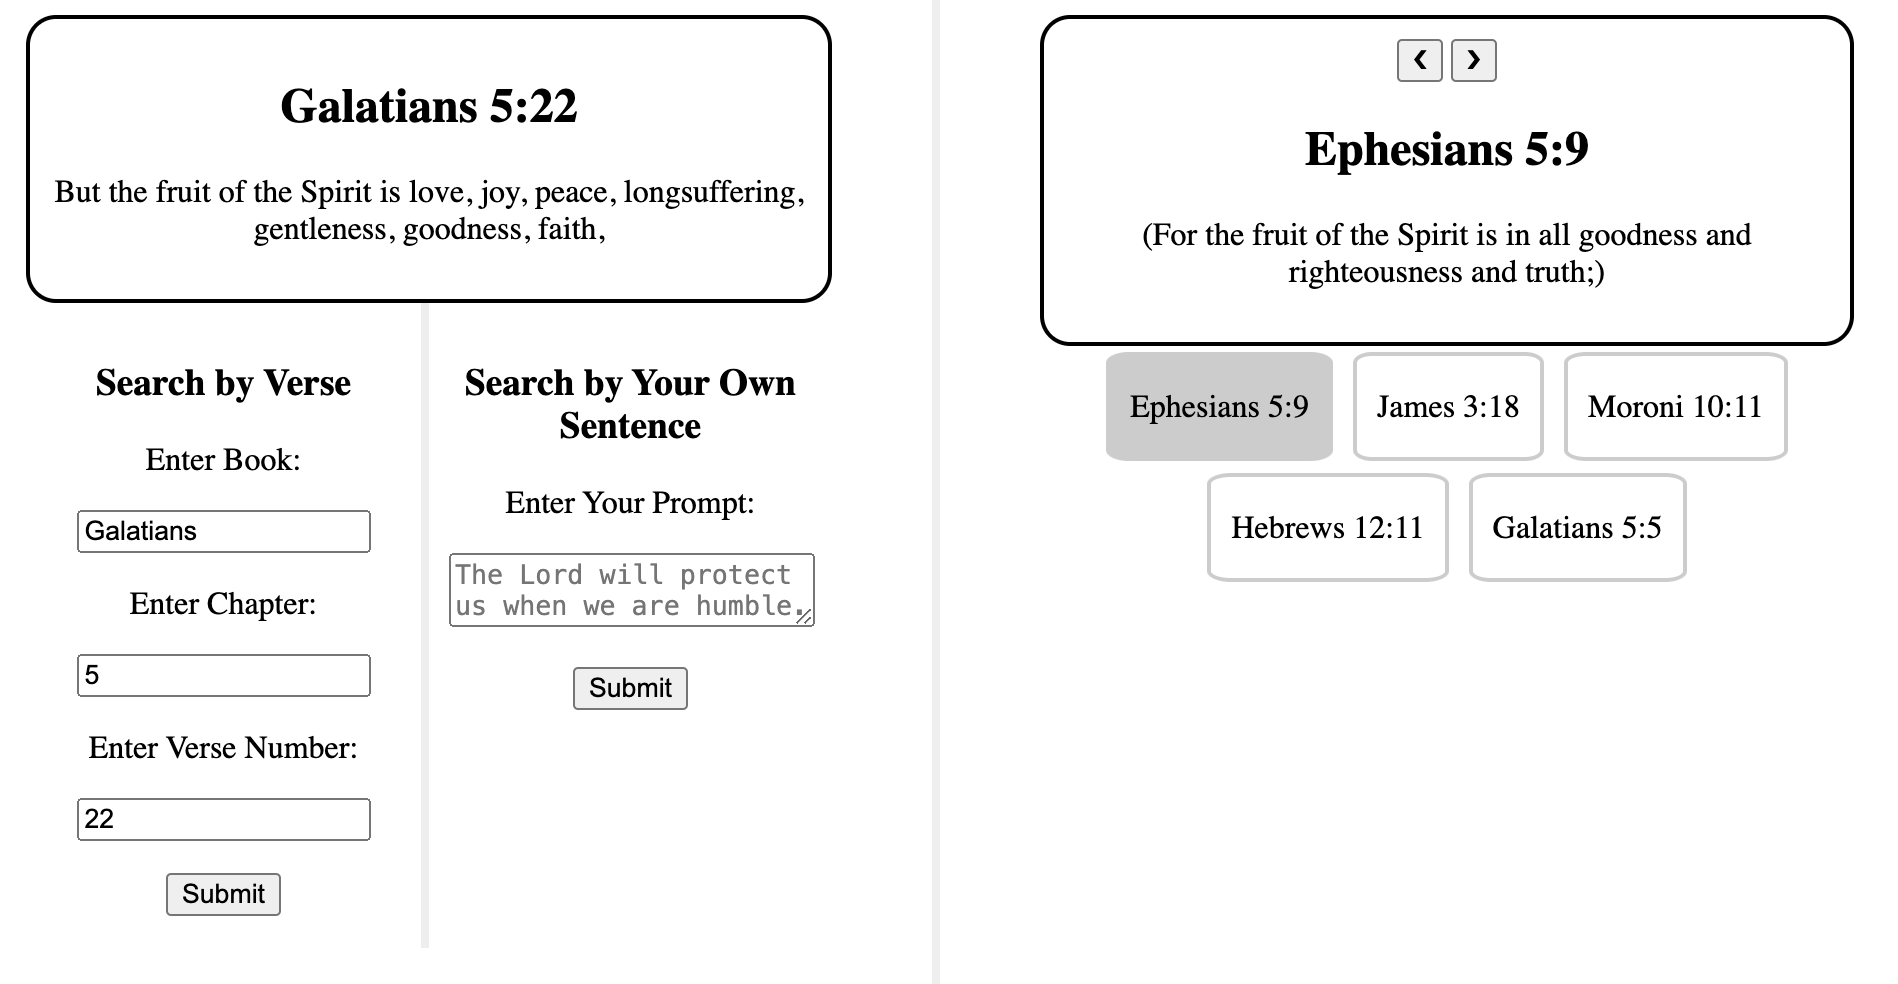 Galatians 5:22
But the fruit of the Spirit is love, joy, peace, longsuffering,
gentleness, goodness, faith,
Search by Verse
Enter Book:
Galatians
Enter Chapter:
5
Enter Verse Number:
22
Submit
Search by Your Own
Sentence
Enter Your Prompt:
The Lord will protect
us when we are humble.
Submit
❮ ❯
Ephesians 5:9
(For the fruit of the Spirit is in all goodness and
righteousness and truth;)
Ephesians 5:9 James 3:18 Moroni 10:11
Hebrews 12:11 Galatians 5:5